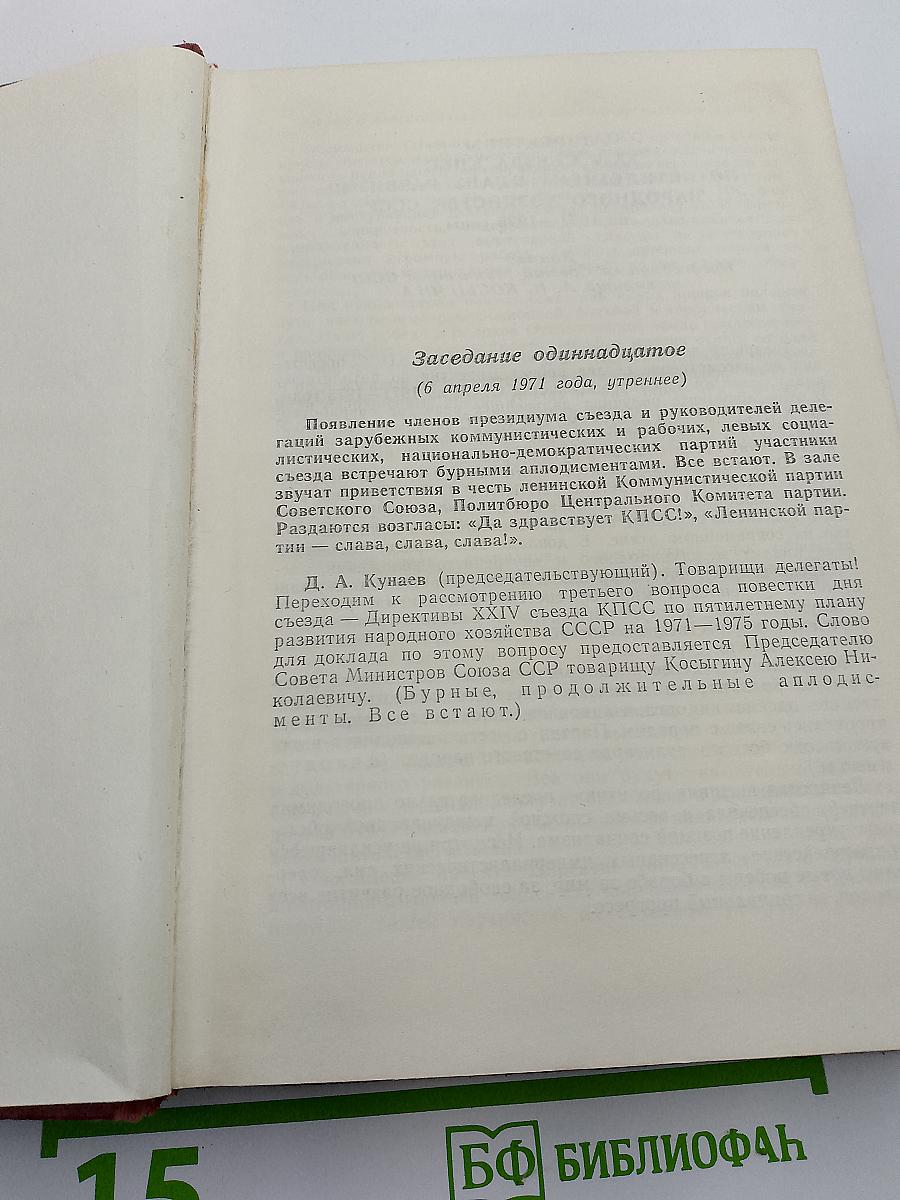 Заседание одиннадцатое
(6 апреля 1971 года, утреннее)
Появление членов президиума съезда и руководителей деле-
гаций зарубежных коммунистических и рабочих, левых социа-
листических, национально-демократических партий участники
съезда встречают бурными аплодисментами. Все встают. В зале
звучат приветствия в честь ленинской Коммунистической партии
Советского Союза, Политбюро Центрального Комитета партии.
Раздаются возгласы: «Да здравствует КПСС!», «Ленинской пар-
тии — слава, слава, слава!».
Д. А. Кунаев (председательствующий). Товарищи делегаты!
Переходим к рассмотрению третьего вопроса повестки дня
съезда — Директивы XXIV съезда КПСС по пятилетнему плану
развития народного хозяйства СССР на 1971—1975 годы. Слово
для доклада по этому вопросу предоставляется Председателю
Совета Министров Союза ССР товарищу Косыгину Алексею Ни-
колаевичу. (Бурные, продолжительные аплодис-
менты. Все встают.)
15
БФ БИБЛИОФАН